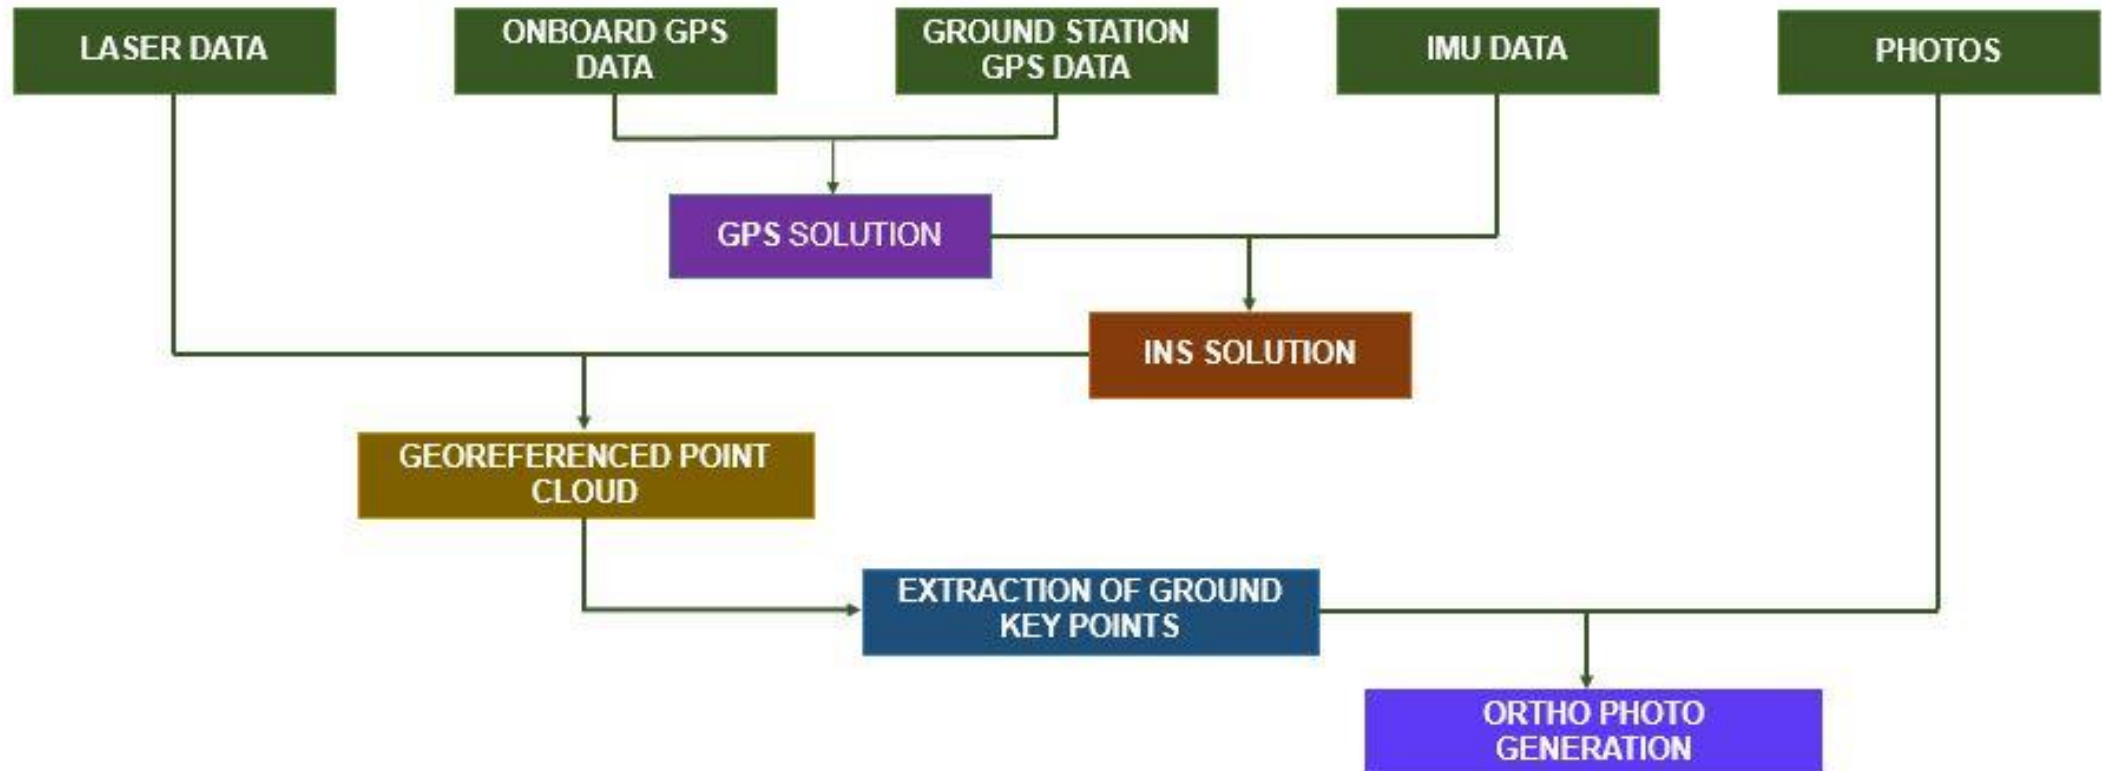 LASER DATA
ONBOARD GPS
DATA
GROUND STATION
GPS DATA
IMU DATA
PHOTOS
GPS SOLUTION
INS SOLUTION
GEOREFERENCED POINT
CLOUD
EXTRACTION OF GROUND
KEY POINTS
ORTHO PHOTO
GENERATION